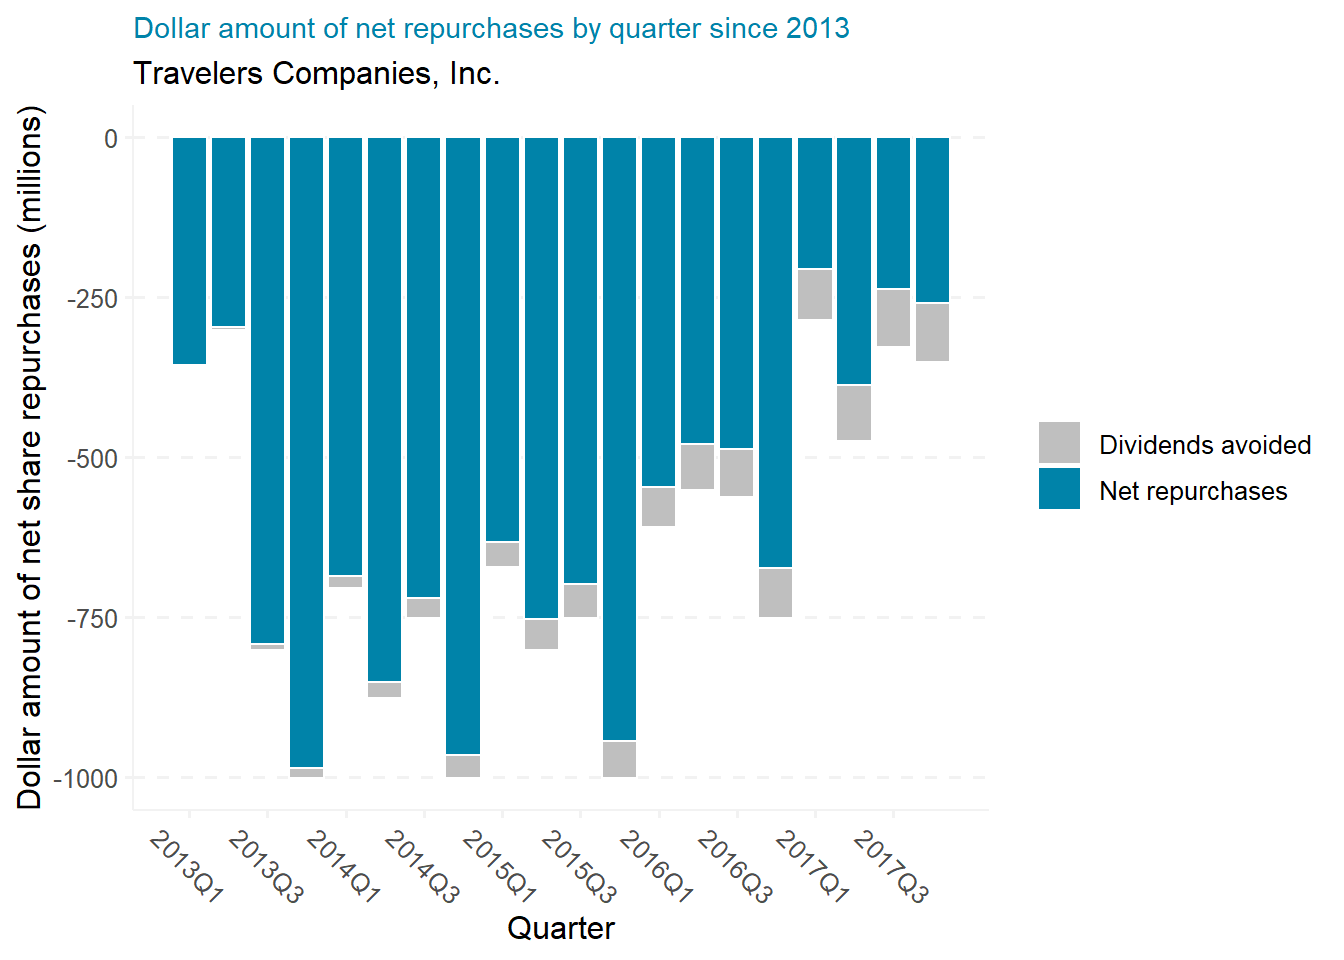 Dollar amount of net repurchases by quarter since 2013
Travelers Companies, Inc.
Dollar amount of net share repurchases (millions)
0
-250
-500
-750
-1000
2013Q1
2013Q3
2014Q1
2014Q3
2015Q1
2015Q3
2016Q1
2016Q3
2017Q1
2017Q3
Quarter
Dividends avoided
Net repurchases